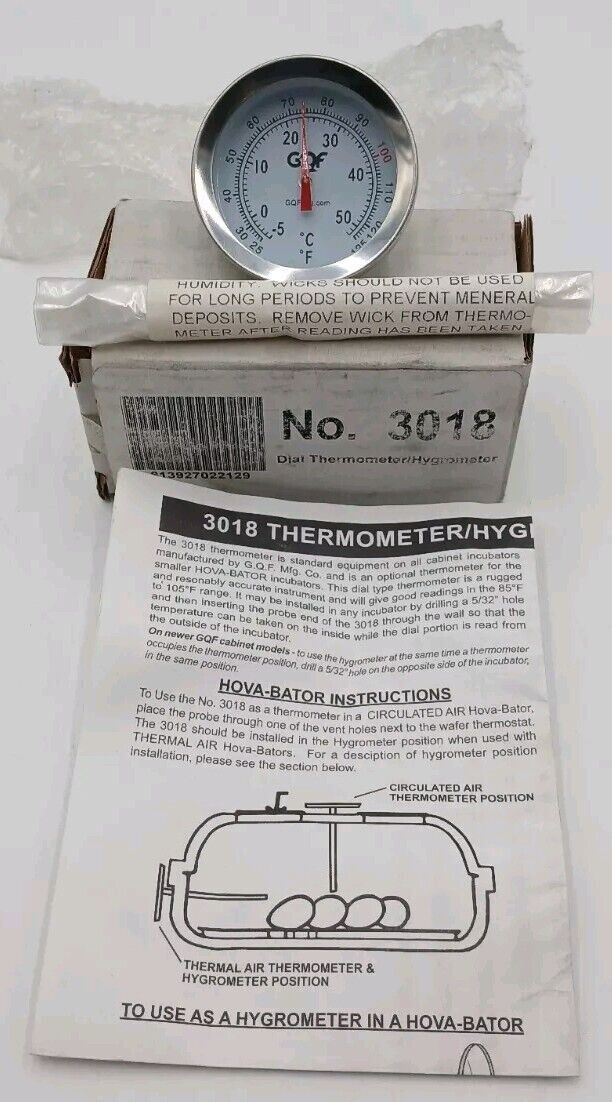 70 80
60 90
20 30
50 100
GQF
10 40
40 110
0 50
-5
30 25
120
°C
°F
HUMIDITY. WICKS SHOULD NOT BE USED
FOR LONG PERIODS TO PREVENT MENERAL
DEPOSITS. REMOVE WICK FROM THERMO-
METER AFTER READING HAS BEEN TAKEN
No. 3018
Dial Thermometer/Hygrometer
813927022129
3018 THERMOMETER/HYG
The 3018 thermometer is standard equipment on all cabinet incubators
manufactured by G.Q.F. Mfg. Co. and is an optional thermometer for the
smaller HOVA-BATOR incubators. This dial type thermometer is a rugged
and resonably accurate instrument and will give good readings in the 85°F
to 105°F range. It may be installed in any incubator by drilling a 5/32" hole
and then inserting the probe end of the 3018 through the wall so that the
temperature can be taken on the inside while the dial portion is read from
the outside of the incubator.
On newer GQF cabinet models - to use the hygrometer at the same time a thermometer
occupies the thermometer position, drill a 5/32" hole on the opposite side of the incubator,
in the same position.
HOVA-BATOR INSTRUCTIONS
To Use the No. 3018 as a thermometer in a CIRCULATED AIR Hova-Bator,
place the probe through one of the vent holes next to the wafer thermostat.
The 3018 should be installed in the Hygrometer position when used with
THERMAL AIR Hova-Bators. For a desciption of hygrometer position
installation, please see the section below.
CIRCULATED AIR
THERMOMETER POSITION
THERMAL AIR THERMOMETER &
HYGROMETER POSITION
TO USE AS A HYGROMETER IN A HOVA-BATOR